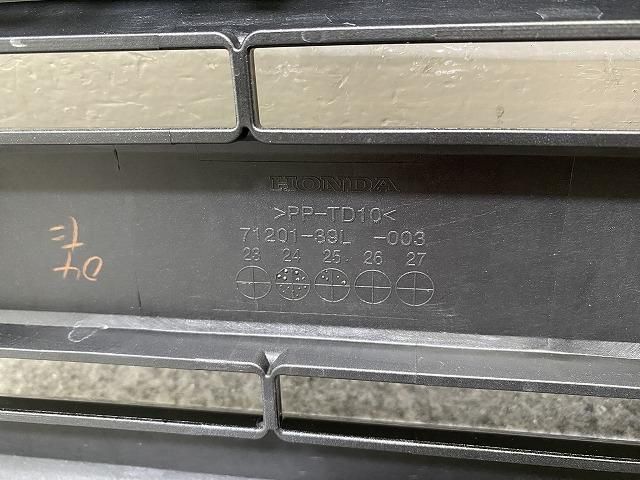 HONDA
>PP-TD10<
71201-39L -003
23 24 25 26 27